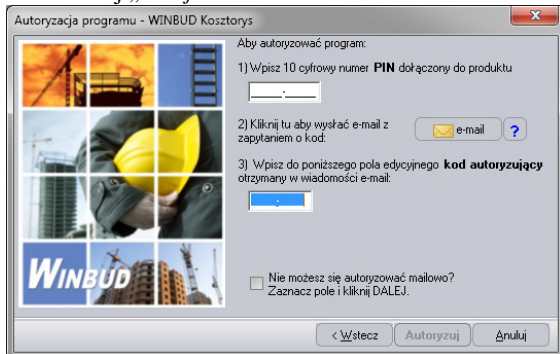 Autoryzacja programu - WINBUD Kosztorys
Aby autoryzować program:
1) Wpisz 10 cyfrowy numer PIN dołączony do produktu
_____-_____
2) Kliknij tu aby wysłać e-mail z
zapytaniem o kod:
e-mail
?
3) Wpisz do poniższego pola edycyjnego kod autoryzujący
otrzymany w wiadomości e-mail:
WINBUD
Nie możesz się autoryzować mailowo?
Zaznacz pole i kliknij DALEJ.
< Wstecz
Autoryzuj
Anuluj